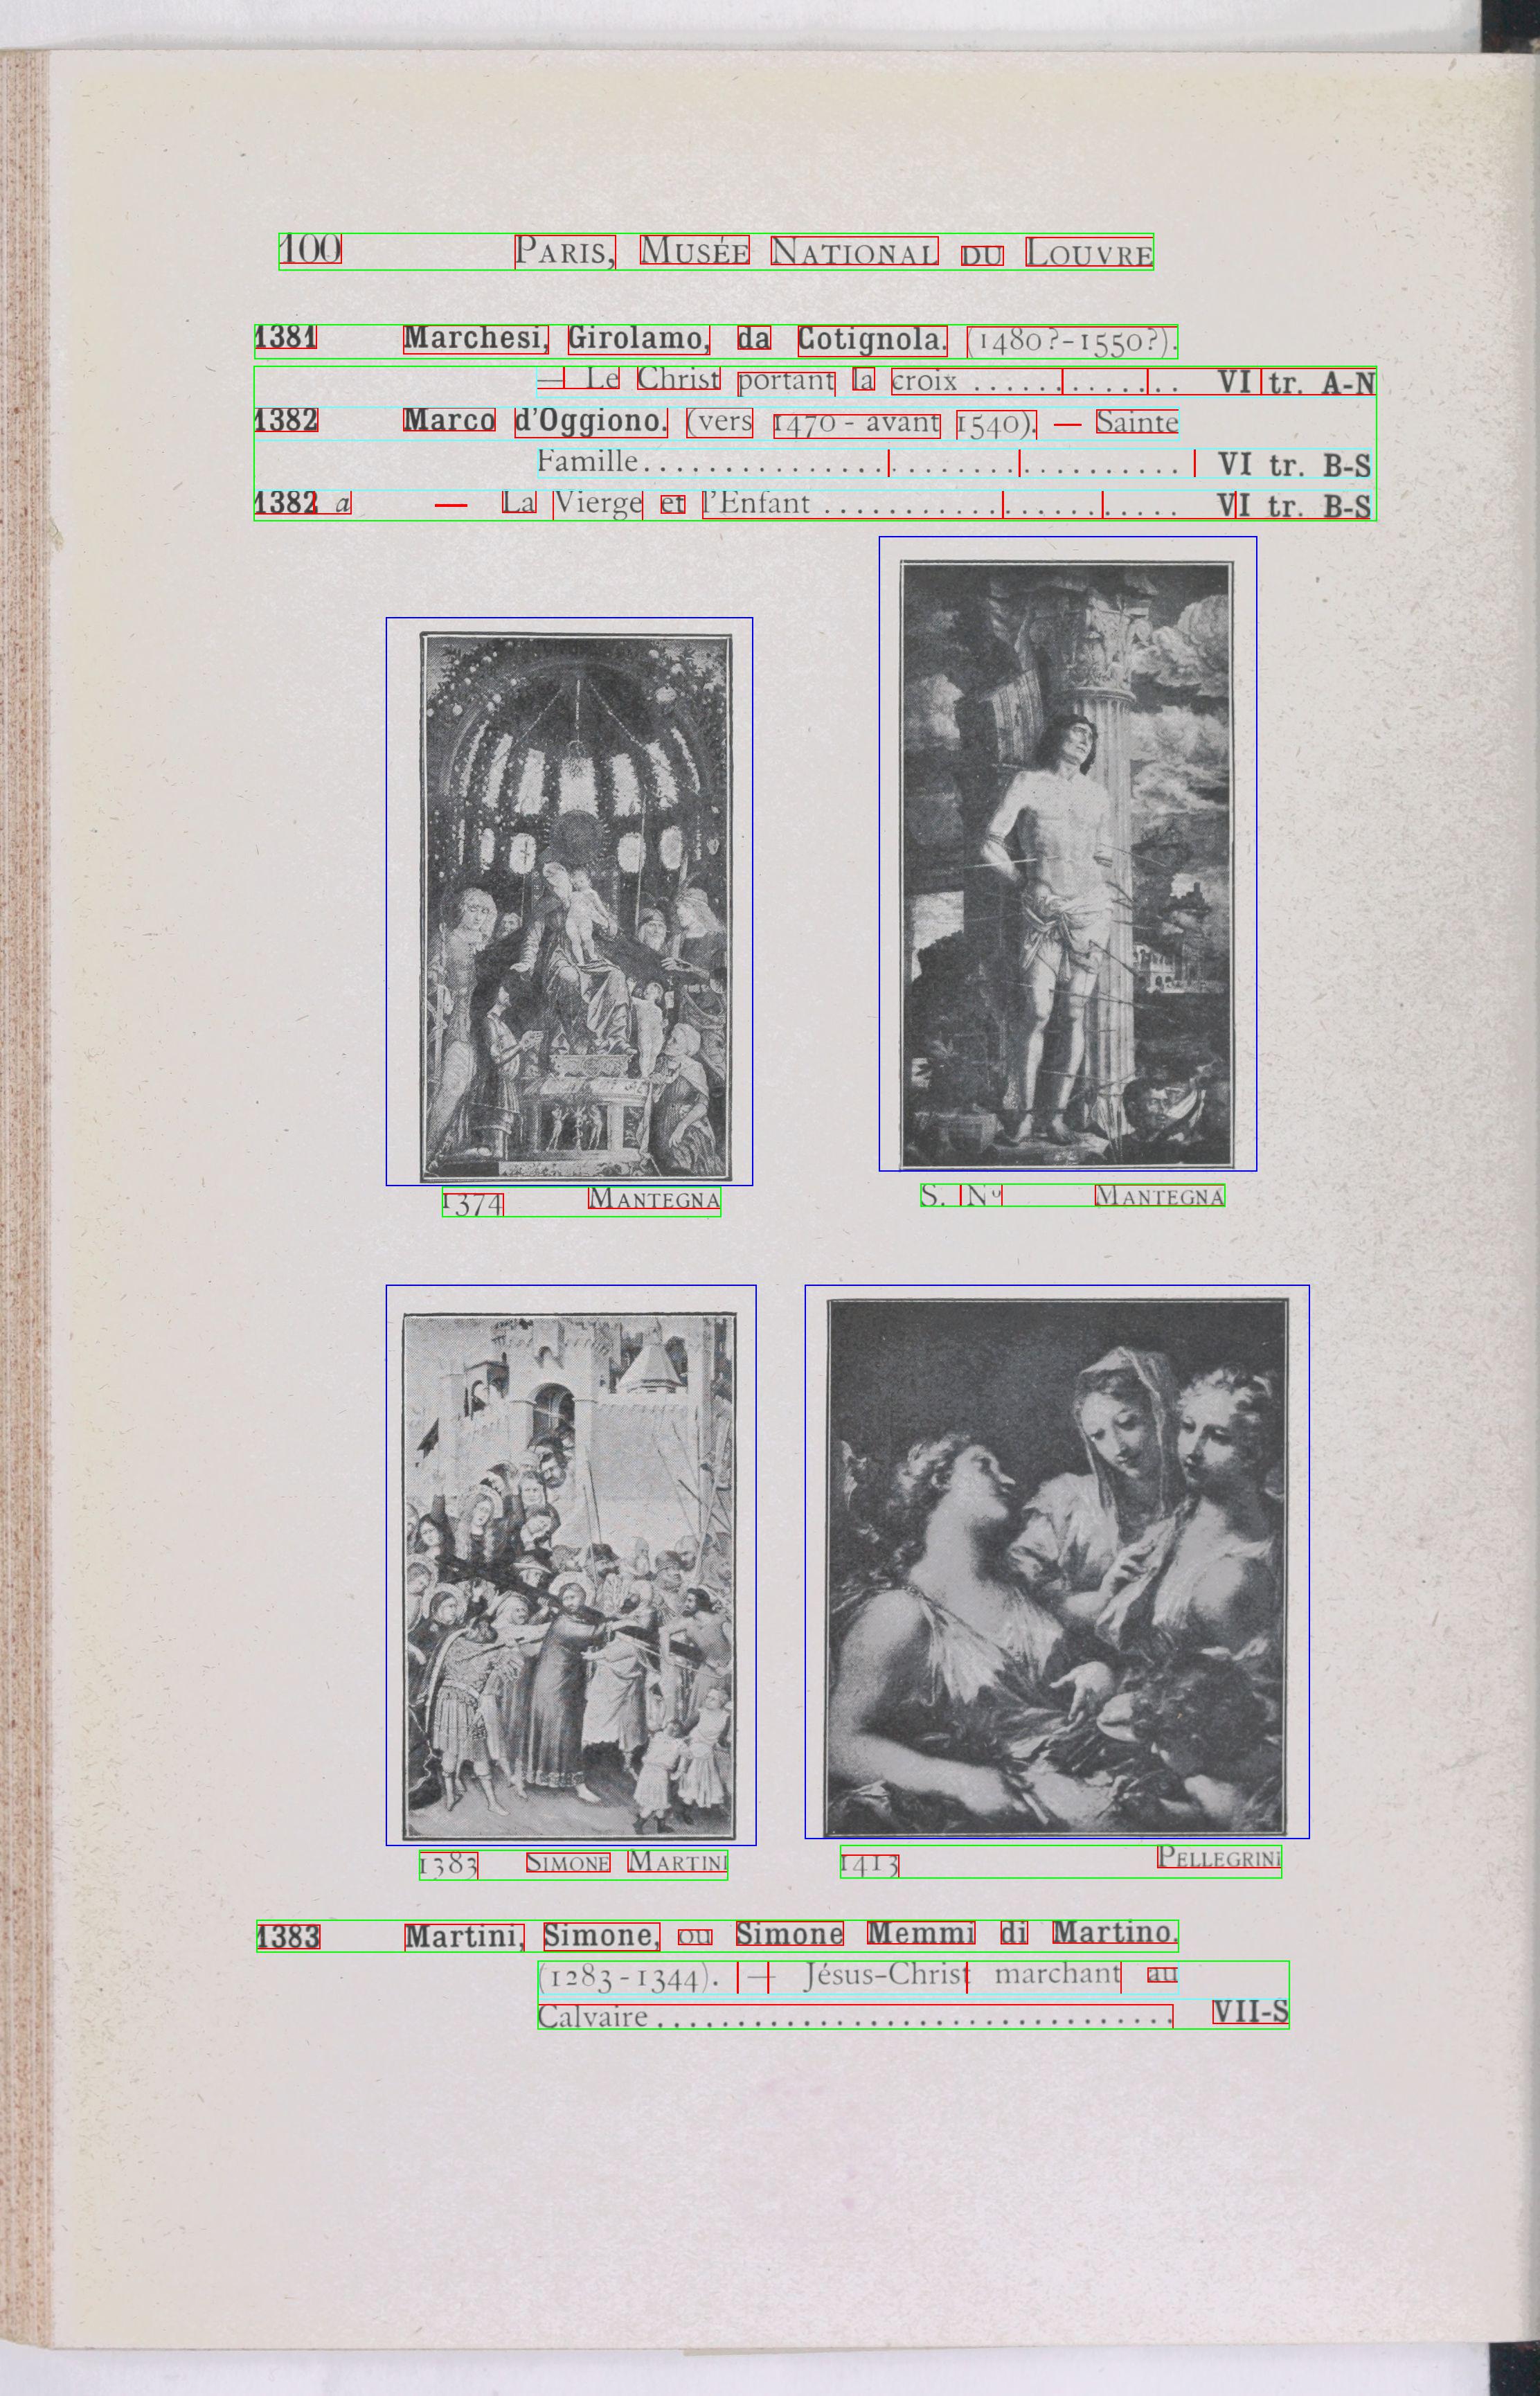 100 PARIS, MUSÉE NATIONAL DU LOUVRE
1381 Marchesi, Girolamo, da Cotignola. (1480?-1550?).
— Le Christ portant la croix ............. VI tr. A-N
1382 Marco d'Oggiono. (vers 1470 - avant 1540). — Sainte
Famille................................. VI tr. B-S
1382 a — La Vierge et l'Enfant ...................... VI tr. B-S
1374 MANTEGNA
S. Nº MANTEGNA
1383 SIMONE MARTINI
1413 PELLEGRINI
1383 Martini, Simone, ou Simone Memmi di Martino.
(1283-1344). — Jésus-Christ marchant au
Calvaire ................................ VII-S